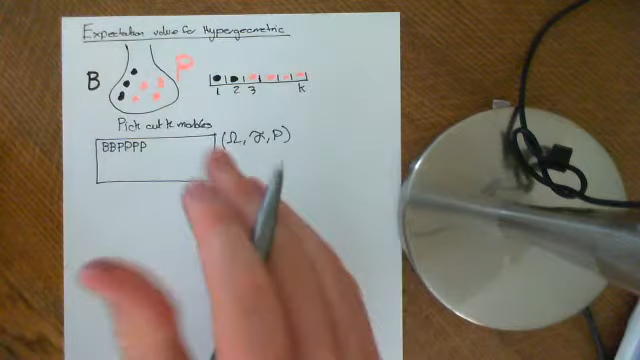 Expectation value for Hypergeometric
B
P
1 2 3 k
Pick out k marbles
BBPPPP
(Ω, F, P)